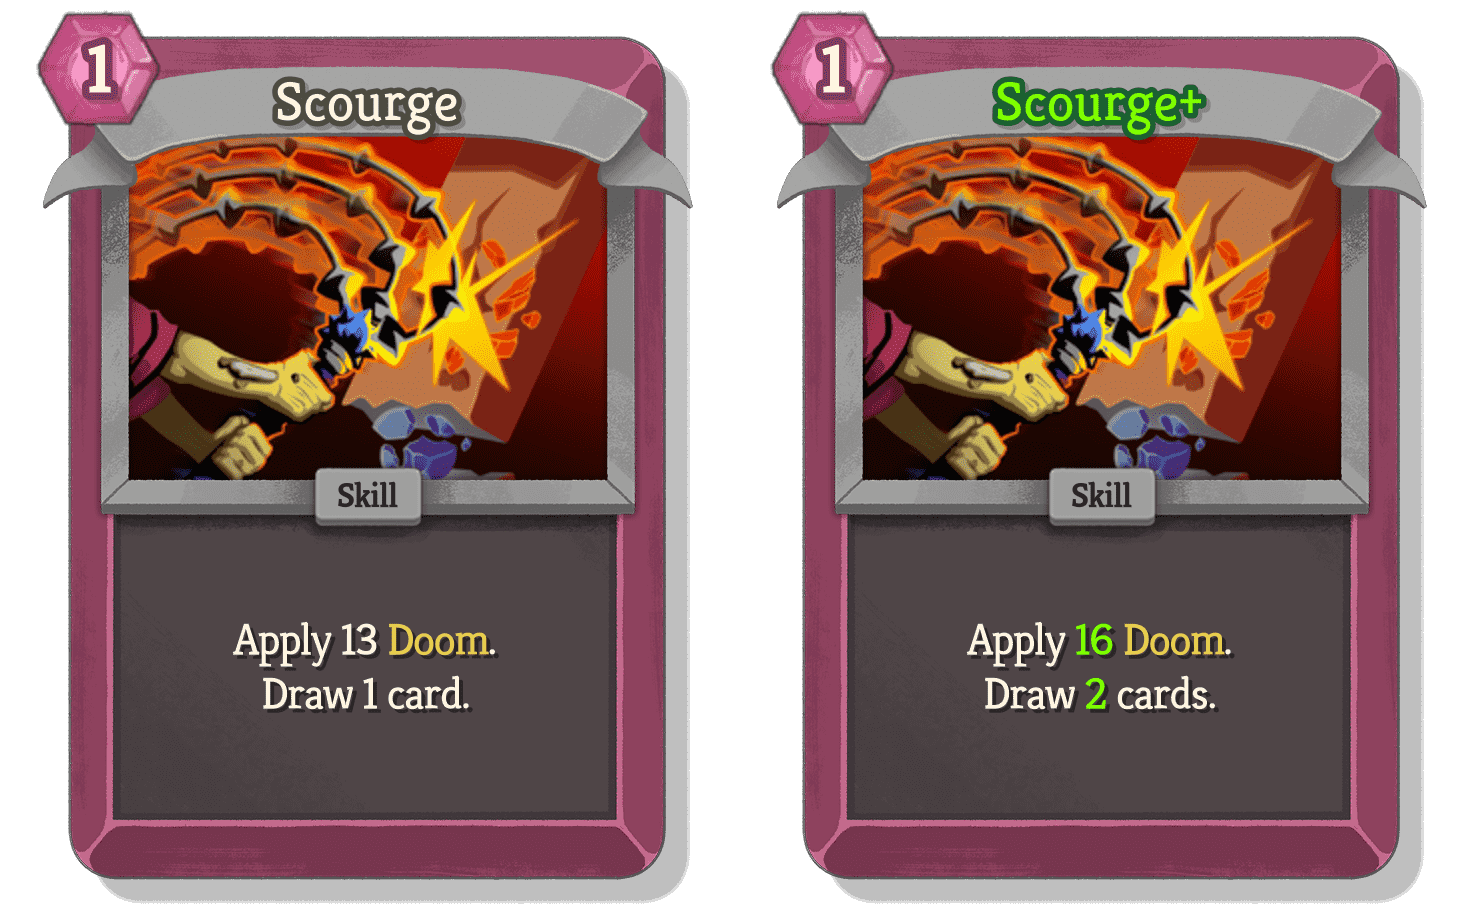 1
Scourge
Skill
Apply 13 Doom.
Draw 1 card.
1
Scourge+
Skill
Apply 16 Doom.
Draw 2 cards.